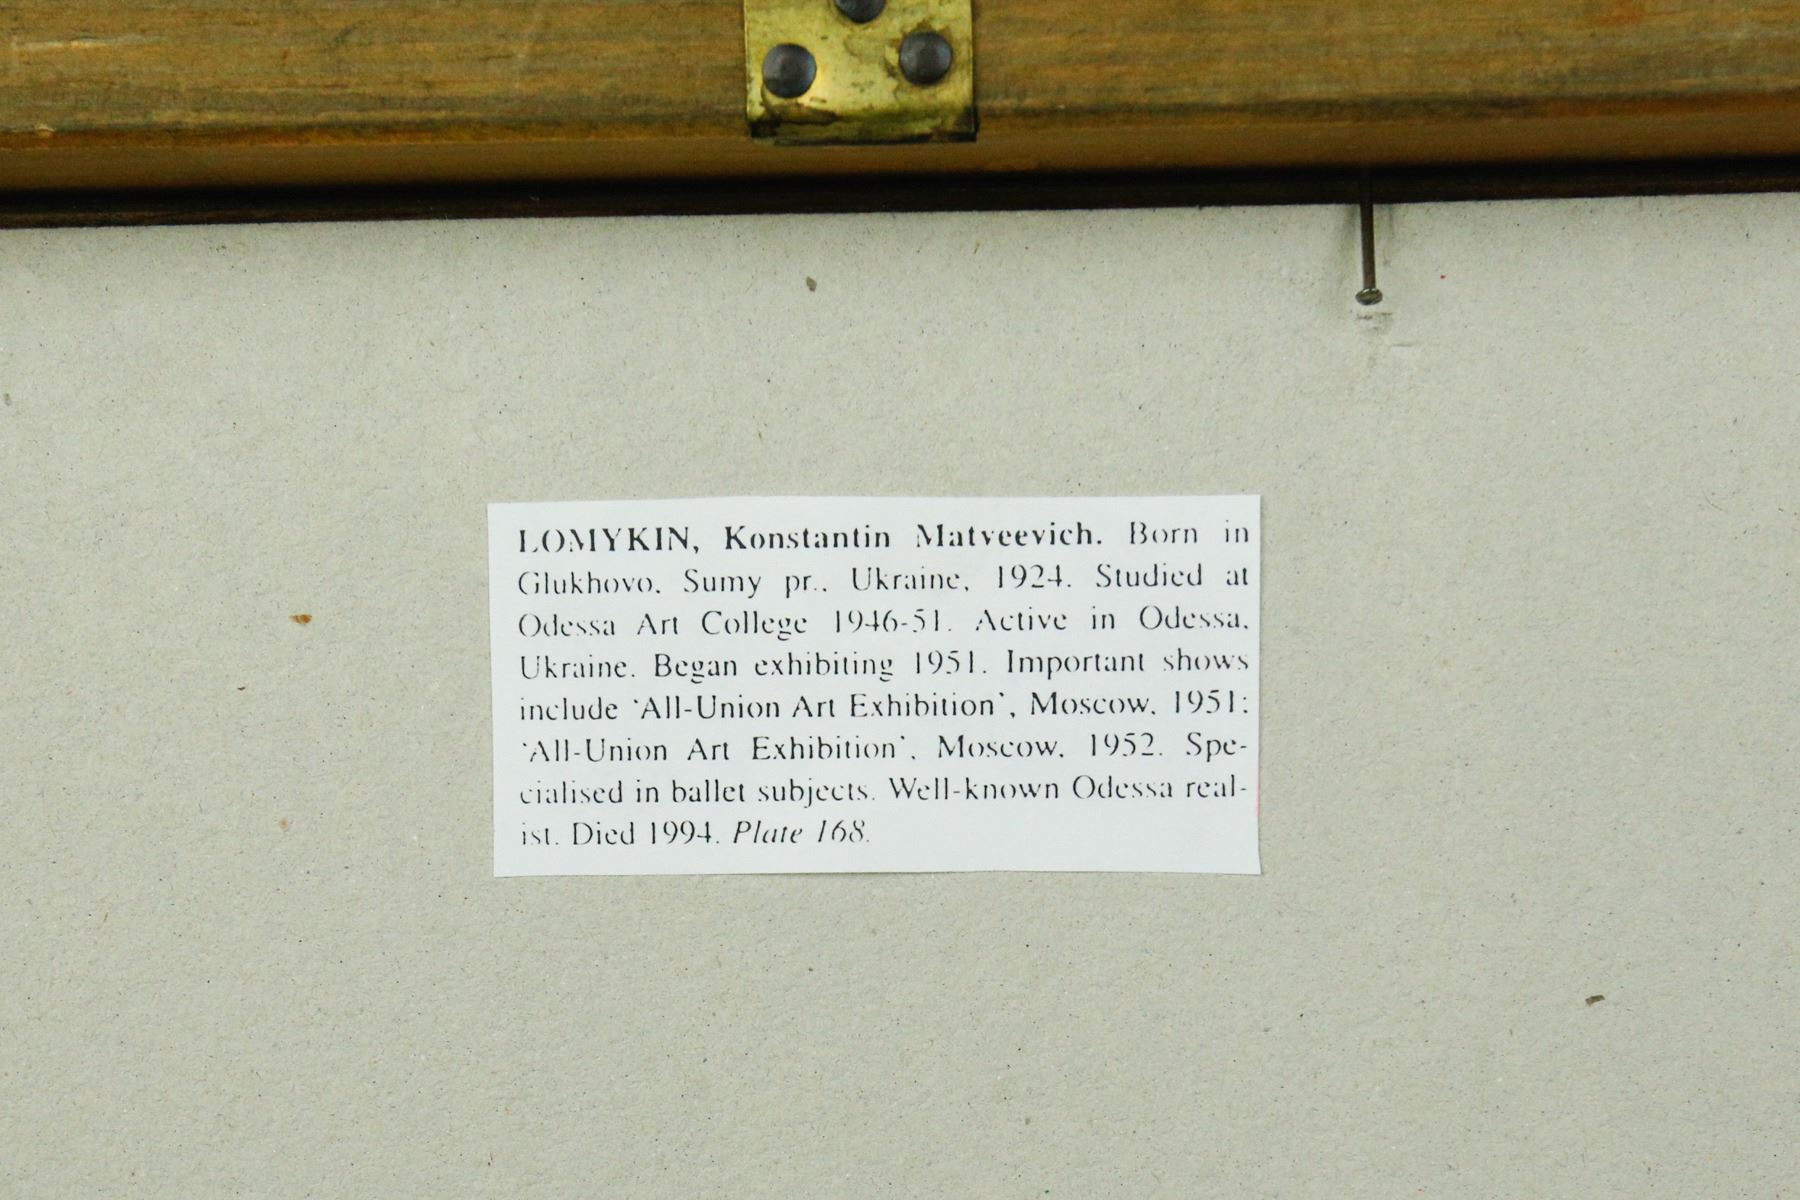 LOMYKIN, Konstantin Matveevich. Born in
Glukhovo, Sumy pr., Ukraine, 1924. Studied at
Odessa Art College 1946-51. Active in Odessa,
Ukraine. Began exhibiting 1951. Important shows
include ‘All-Union Art Exhibition’, Moscow, 1951;
‘All-Union Art Exhibition’, Moscow, 1952. Spe-
cialised in ballet subjects. Well-known Odessa real-
ist. Died 1994. Plate 168.